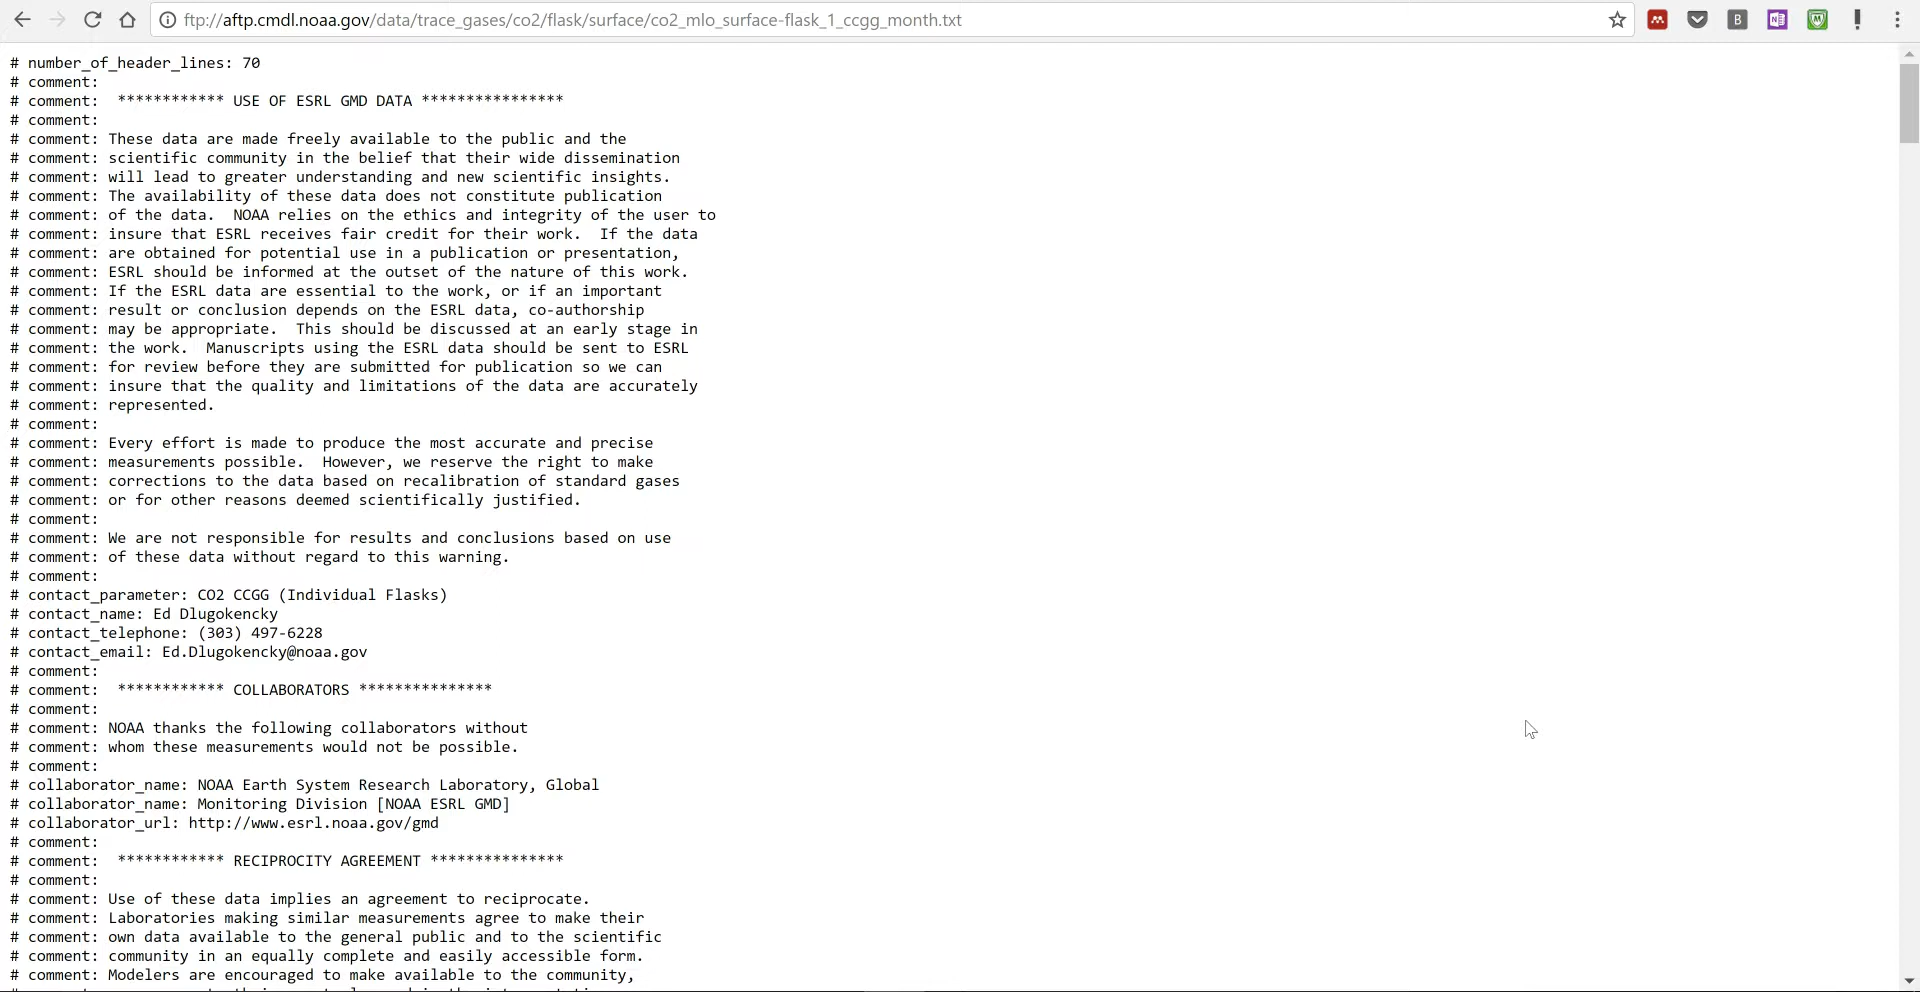 ftp://aftp.cmdl.noaa.gov/data/trace_gases/co2/flask/surface/co2_mlo_surface-flask_1_ccgg_month.txt
B
N
M
# number_of_header_lines: 70
# comment:
# comment:  ************ USE OF ESRL GMD DATA ****************
# comment:
# comment: These data are made freely available to the public and the
# comment: scientific community in the belief that their wide dissemination
# comment: will lead to greater understanding and new scientific insights.
# comment: The availability of these data does not constitute publication
# comment: of the data.  NOAA relies on the ethics and integrity of the user to
# comment: insure that ESRL receives fair credit for their work.  If the data
# comment: are obtained for potential use in a publication or presentation,
# comment: ESRL should be informed at the outset of the nature of this work.
# comment: If the ESRL data are essential to the work, or if an important
# comment: result or conclusion depends on the ESRL data, co-authorship
# comment: may be appropriate.  This should be discussed at an early stage in
# comment: the work.  Manuscripts using the ESRL data should be sent to ESRL
# comment: for review before they are submitted for publication so we can
# comment: insure that the quality and limitations of the data are accurately
# comment: represented.
# comment:
# comment: Every effort is made to produce the most accurate and precise
# comment: measurements possible.  However, we reserve the right to make
# comment: corrections to the data based on recalibration of standard gases
# comment: or for other reasons deemed scientifically justified.
# comment:
# comment: We are not responsible for results and conclusions based on use
# comment: of these data without regard to this warning.
# comment:
# contact_parameter: CO2 CCGG (Individual Flasks)
# contact_name: Ed Dlugokencky
# contact_telephone: (303) 497-6228
# contact_email: Ed.Dlugokencky@noaa.gov
# comment:
# comment:  ************ COLLABORATORS ***************
# comment:
# comment: NOAA thanks the following collaborators without
# comment: whom these measurements would not be possible.
# comment:
# collaborator_name: NOAA Earth System Research Laboratory, Global
# collaborator_name: Monitoring Division [NOAA ESRL GMD]
# collaborator_url: http://www.esrl.noaa.gov/gmd
# comment:
# comment:  ************ RECIPROCITY AGREEMENT ***************
# comment:
# comment: Use of these data implies an agreement to reciprocate.
# comment: Laboratories making similar measurements agree to make their
# comment: own data available to the general public and to the scientific
# comment: community in an equally complete and easily accessible form.
# comment: Modelers are encouraged to make available to the community,